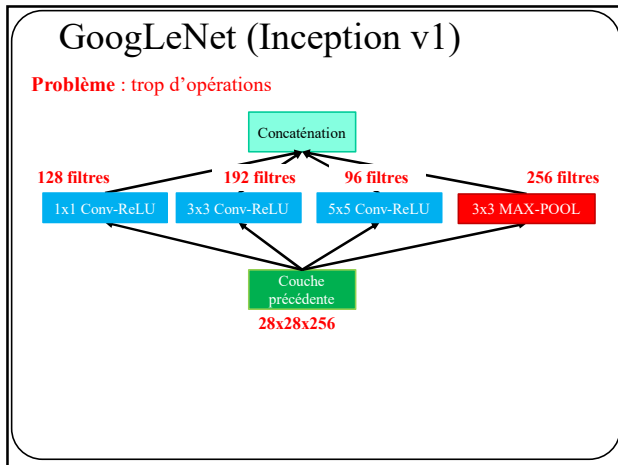 GoogLeNet (Inception v1)
Problème : trop d'opérations
Concaténation
128 filtres
192 filtres
96 filtres
256 filtres
1x1 Conv-ReLU
3x3 Conv-ReLU
5x5 Conv-ReLU
3x3 MAX-POOL
Couche
précédente
28x28x256